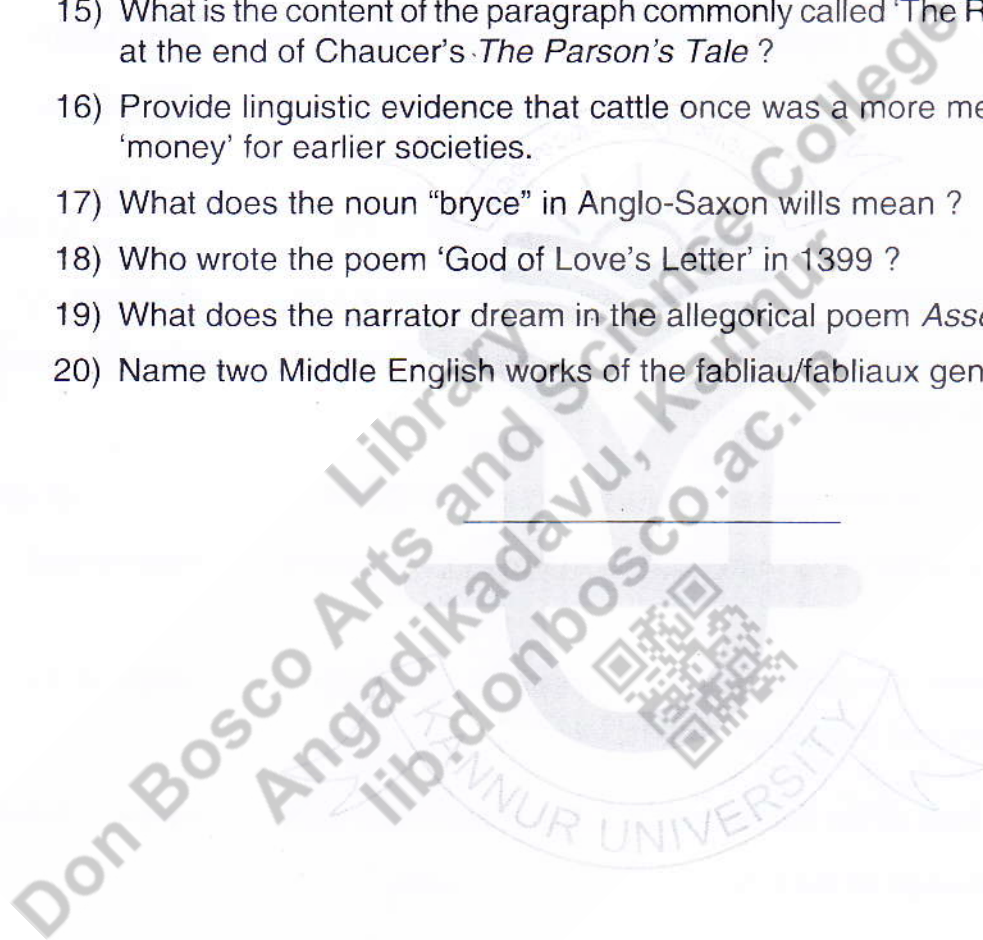 15) What is the content of the paragraph commonly called 'The R
at the end of Chaucer's The Parson's Tale ?
16) Provide linguistic evidence that cattle once was a more me
'money' for earlier societies.
17) What does the noun “bryce” in Anglo-Saxon wills mean ?
18) Who wrote the poem ‘God of Love’s Letter’ in 1399 ?
19) What does the narrator dream in the allegorical poem Asse
20) Name two Middle English works of the fabliau/fabliaux gen
Library
Don Bosco Arts and Science College
Angadikadavu, Kannur
lib.donbosco.ac.in
KANNUR UNIVERSITY